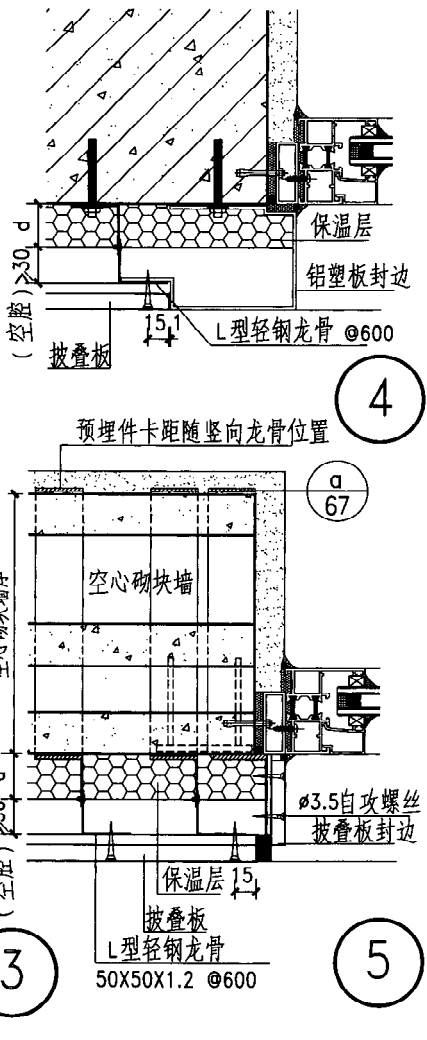 保温层
d
≥30
(空腔)
铝塑板封边
15
1
L型轻钢龙骨 @600
披叠板
4
预埋件卡距随竖向龙骨位置
a
67
空心砌块墙
d
(空腔)
ø3.5自攻螺丝
披叠板封边
保温层
15
披叠板
L型轻钢龙骨
50X50X1.2 @600
3
5